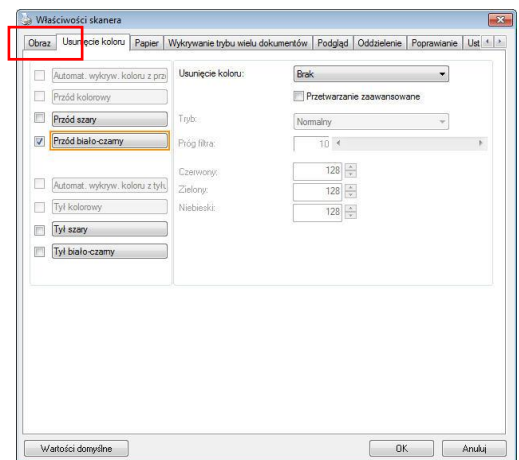 Właściwości skanera
Obraz Usunięcie koloru Papier Wykrywanie trybu wielu dokumentów Podgląd Oddzielenie Poprawianie Ust
Automat. wykryw. koloru z prze
Usunięcie koloru: Brak
Przód kolorowy
Przetwarzanie zaawansowane
Przód szary
Tryb: Normalny
Przód biało-czarny
Próg filtra: 10
Czerwony: 128
Automat. wykryw. koloru z tyłu
Zielony: 128
Tył kolorowy
Niebieski: 128
Tył szary
Tył biało-czarny
Wartości domyślne OK Anuluj